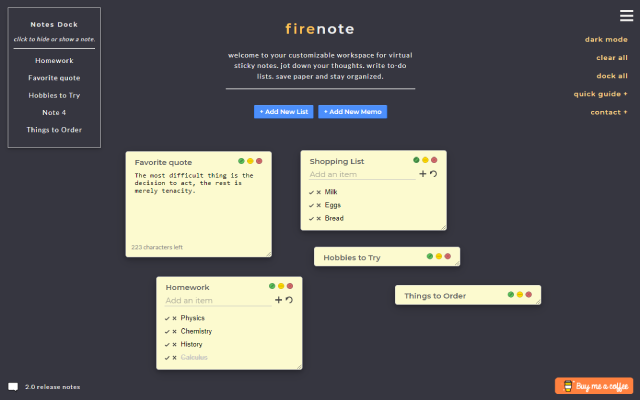 Notes Dock
click to hide or show a note.
Homework
Favorite quote
Hobbies to Try
Note 4
Things to Order
firenote
welcome to your customizable workspace for virtual
sticky notes. jot down your thoughts. write to-do
lists. save paper and stay organized.
+ Add New List
+ Add New Memo
dark mode
clear all
dock all
quick guide +
contact +
Favorite quote
The most difficult thing is the
decision to act, the rest is
merely tenacity.
223 characters left
Shopping List
Add an item
Milk
Eggs
Bread
Hobbies to Try
Homework
Add an item
Physics
Chemistry
History
Calculus
Things to Order
2.0 release notes
Buy me a coffee